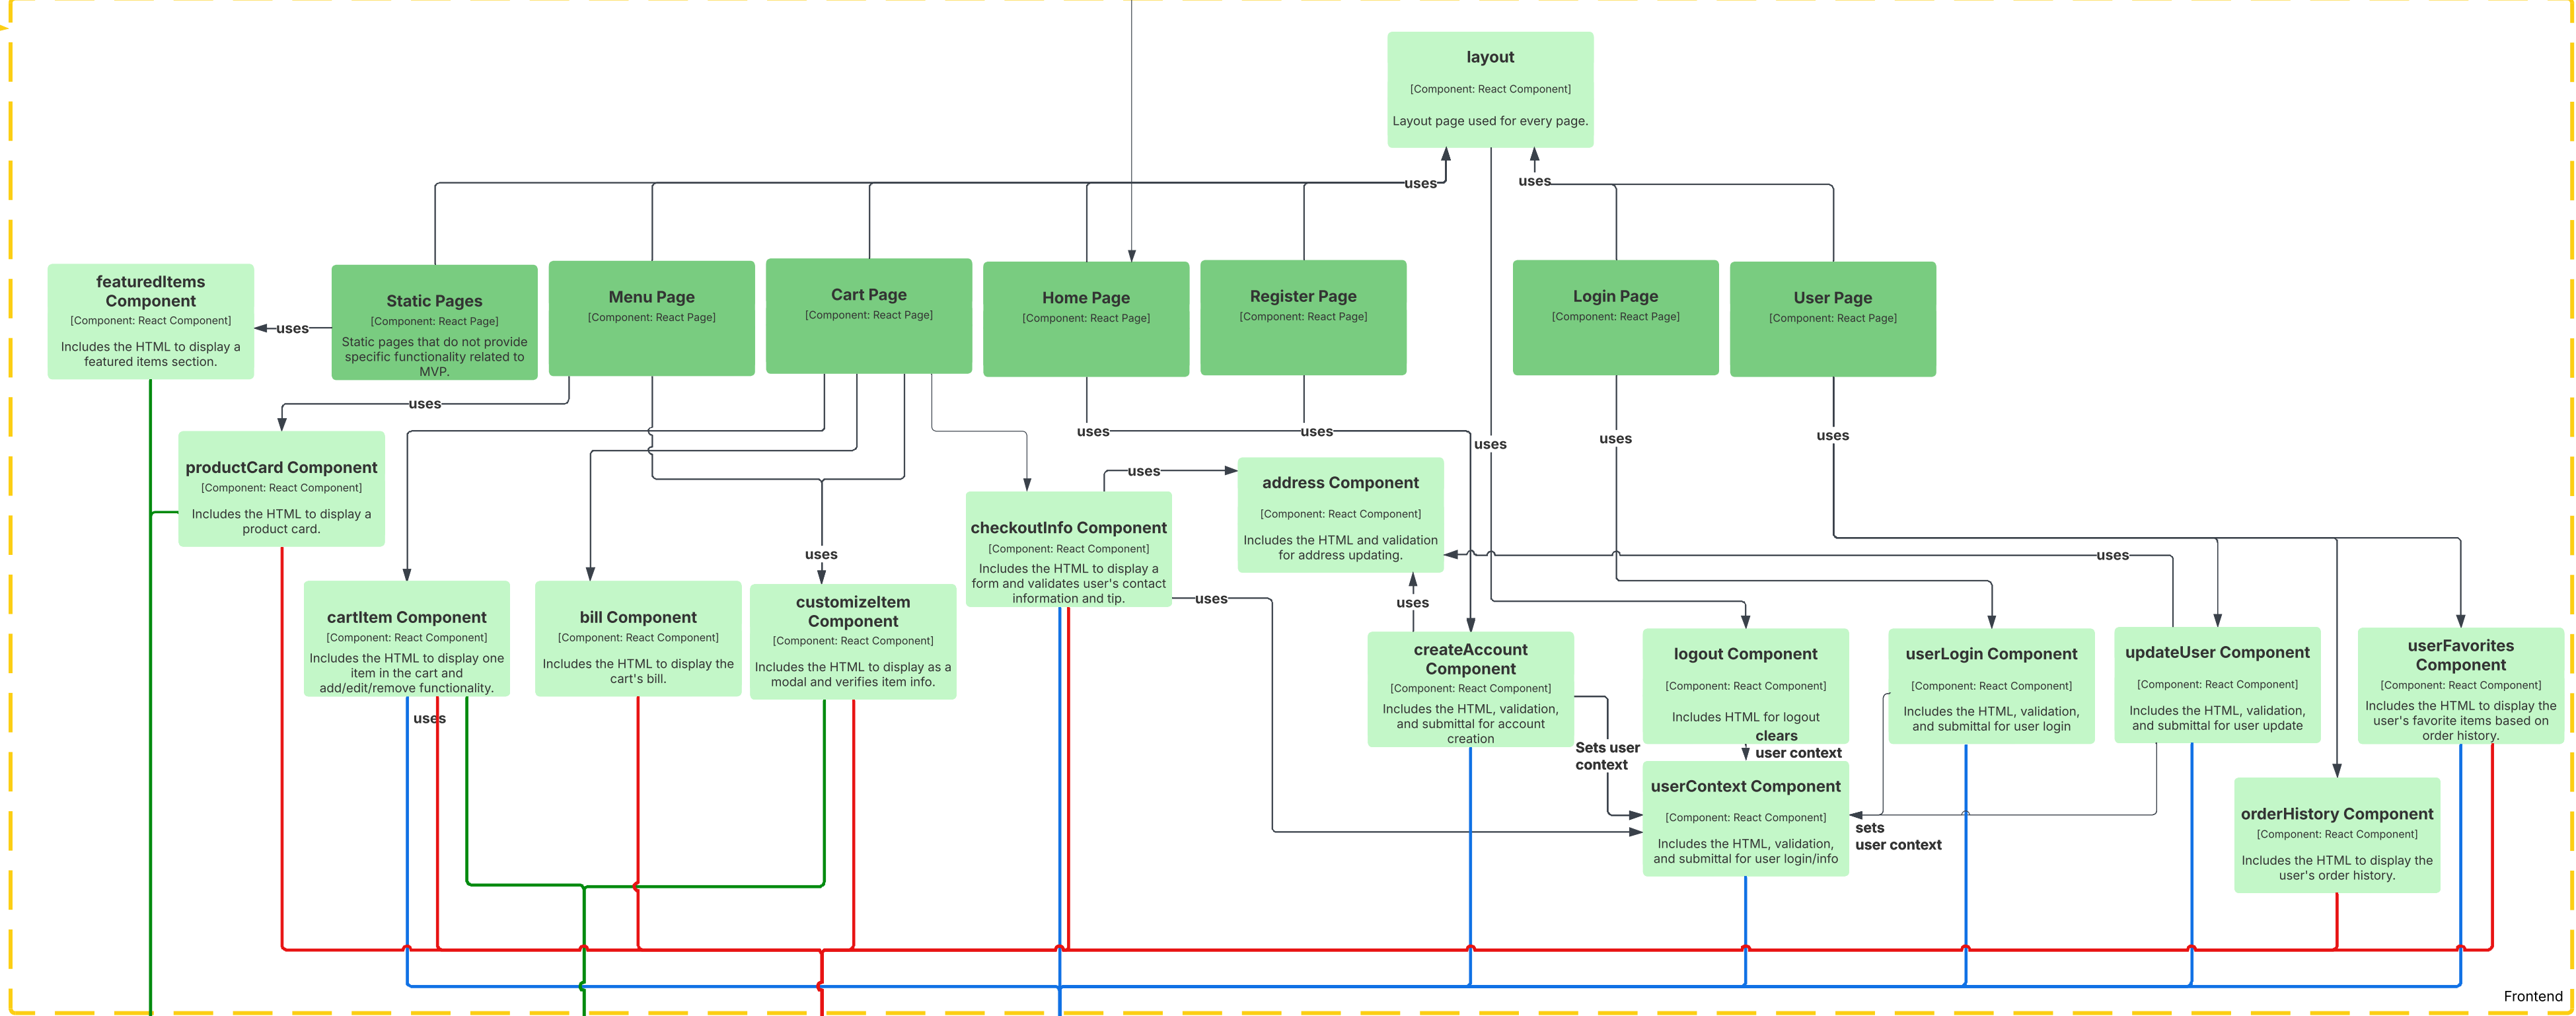 layout
[Component: React Component]
Layout page used for every page.
uses
uses
featuredItems
Component
[Component: React Component]
Includes the HTML to display a
featured items section.
uses
Static Pages
[Component: React Page]
Static pages that do not provide
specific functionality related to
MVP.
Menu Page
[Component: React Page]
Cart Page
[Component: React Page]
Home Page
[Component: React Page]
Register Page
[Component: React Page]
Login Page
[Component: React Page]
User Page
[Component: React Page]
uses
uses
uses
uses
uses
uses
productCard Component
[Component: React Component]
Includes the HTML to display a
product card.
uses
checkoutInfo Component
[Component: React Component]
Includes the HTML to display a
form and validates user's contact
information and tip.
uses
address Component
[Component: React Component]
Includes the HTML and validation
for address updating.
uses
uses
uses
cartItem Component
[Component: React Component]
Includes the HTML to display one
item in the cart and
add/edit/remove functionality.
uses
bill Component
[Component: React Component]
Includes the HTML to display the
cart's bill.
customizeItem
Component
[Component: React Component]
Includes the HTML to display as a
modal and verifies item info.
createAccount
Component
[Component: React Component]
Includes the HTML, validation,
and submittal for account
creation
Sets user
context
logout Component
[Component: React Component]
Includes HTML for logout
clears
user context
userLogin Component
[Component: React Component]
Includes the HTML, validation,
and submittal for user login
updateUser Component
[Component: React Component]
Includes the HTML, validation,
and submittal for user update
userFavorites
Component
[Component: React Component]
Includes the HTML to display the
user's favorite items based on
order history.
userContext Component
[Component: React Component]
Includes the HTML, validation,
and submittal for user login/info
sets
user context
orderHistory Component
[Component: React Component]
Includes the HTML to display the
user's order history.
Frontend